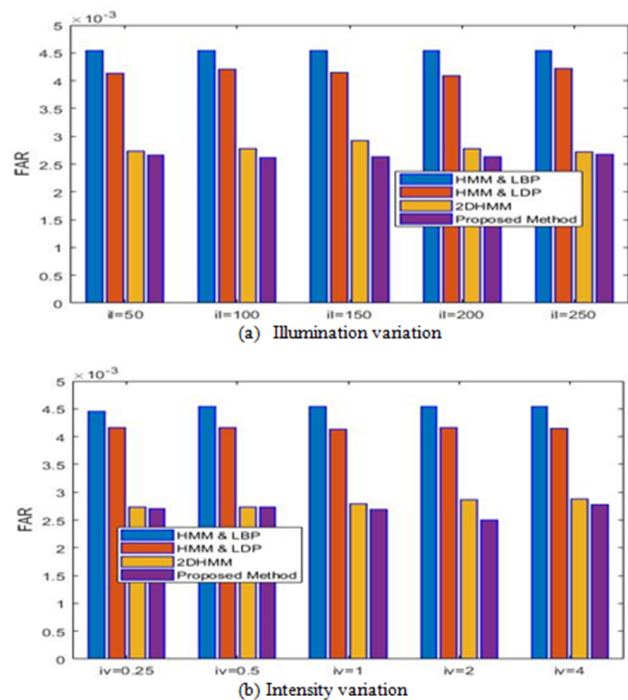 × 10⁻³
5
4.5
4
3.5
3
2.5
2
1.5
1
0.5
0
FAR
HMM & LBP
HMM & LDP
2DHMM
Proposed Method
il=50 il=100 il=150 il=200 il=250
(a) Illumination variation
× 10⁻³
5
4.5
4
3.5
3
2.5
2
1.5
1
0.5
0
FAR
HMM & LBP
HMM & LDP
2DHMM
Proposed Method
iv=0.25 iv=0.5 iv=1 iv=2 iv=4
(b) Intensity variation